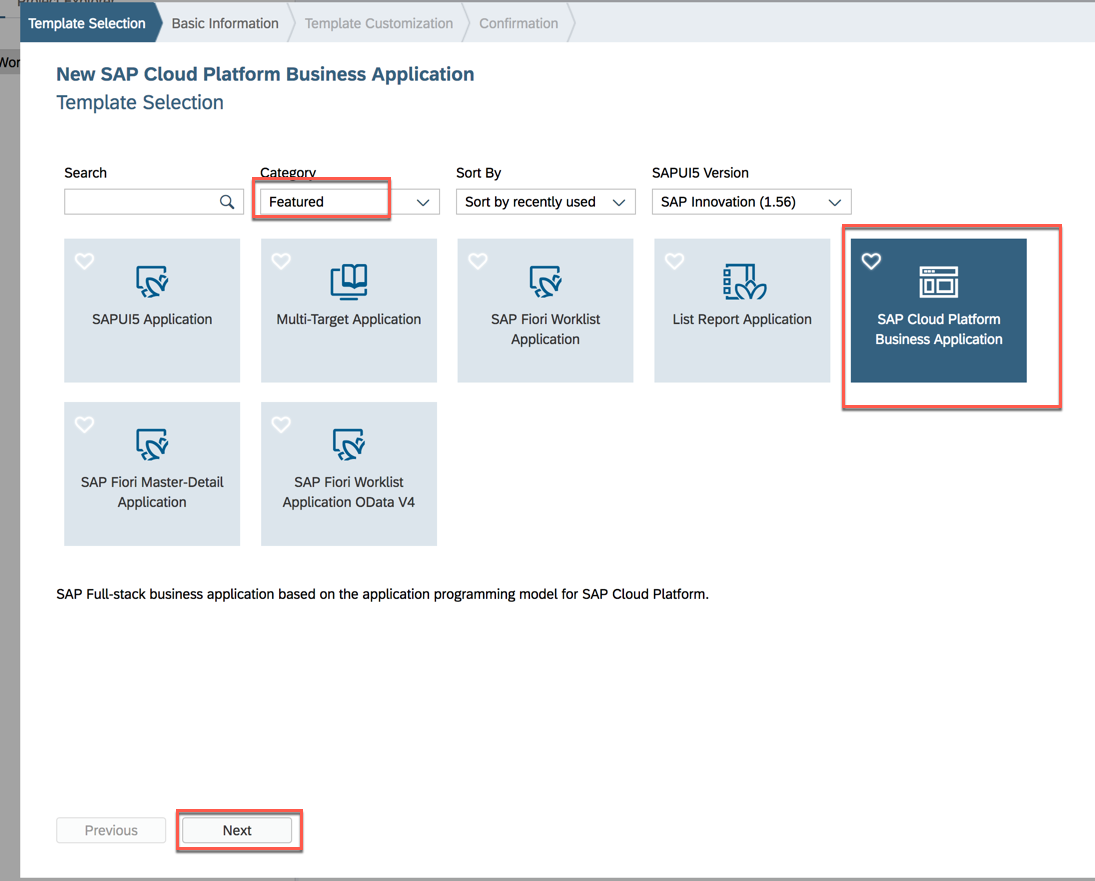 Project Explorer
Template Selection
Basic Information
Template Customization
Confirmation
Wor
New SAP Cloud Platform Business Application
Template Selection
Search
Category
Sort By
SAPUI5 Version
Featured
Sort by recently used
SAP Innovation (1.56)
SAPUI5 Application
Multi-Target Application
SAP Fiori Worklist
Application
List Report Application
SAP Cloud Platform
Business Application
SAP Fiori Master-Detail
Application
SAP Fiori Worklist
Application OData V4
SAP Full-stack business application based on the application programming model for SAP Cloud Platform.
Previous
Next